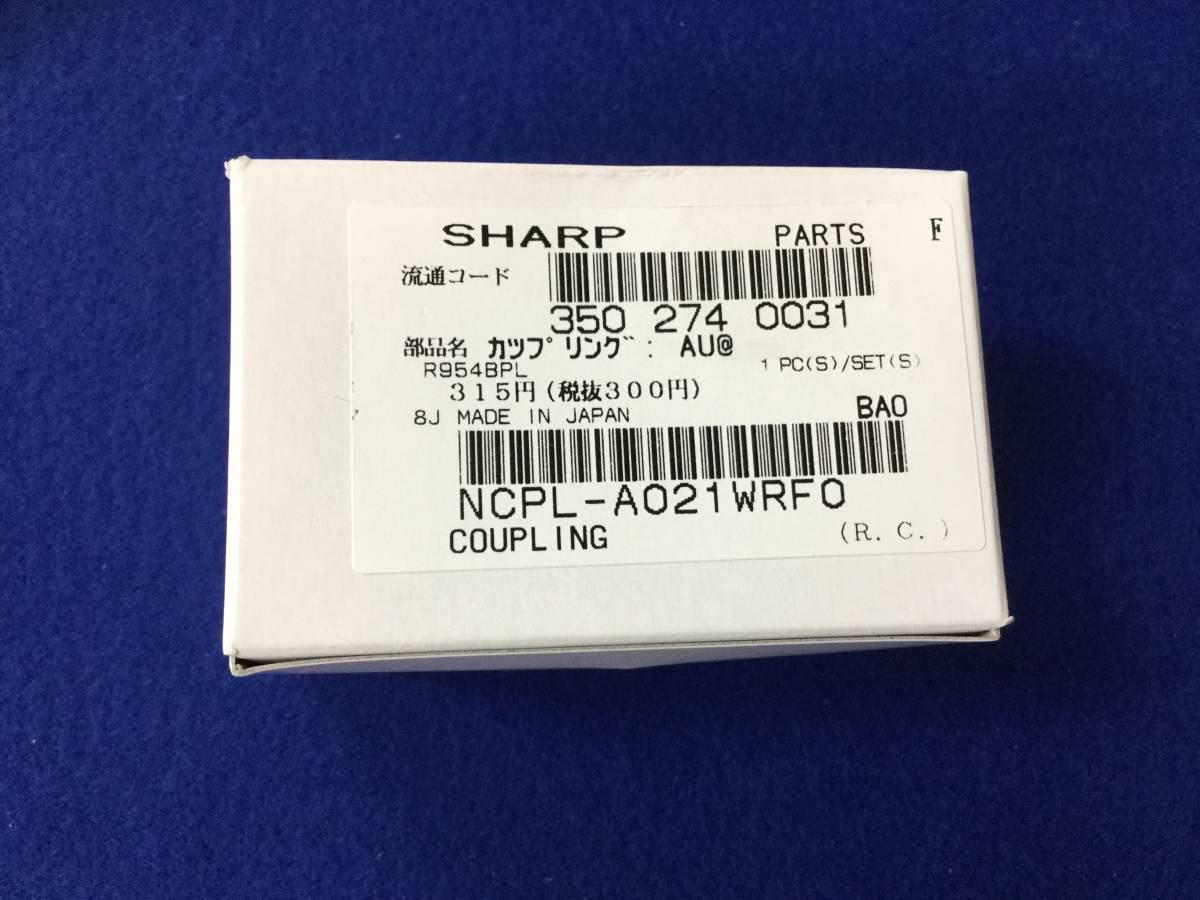 SHARP PARTS F
流通コード
350 274 0031
部品名 カツプリング: AU@
R954BPL 1 PC(S)/SET(S)
315円(税抜300円)
8J MADE IN JAPAN BA0
NCPL-A021WRF0
COUPLING (R. C. )